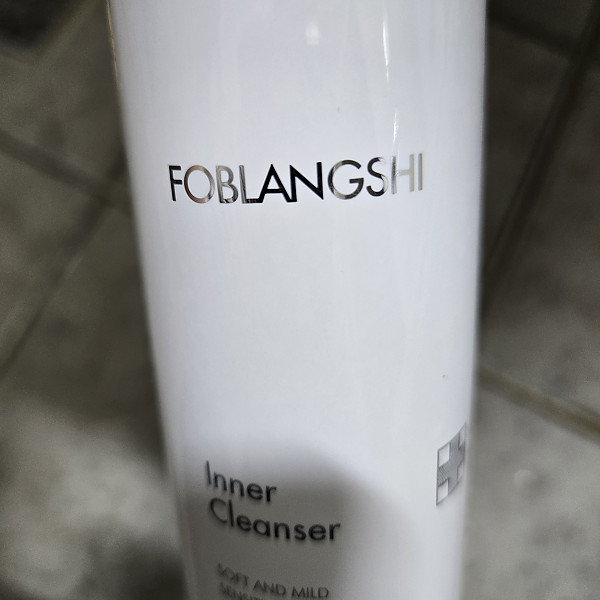 FOBLANGSHI
Inner
Cleanser
SOFT AND MILD